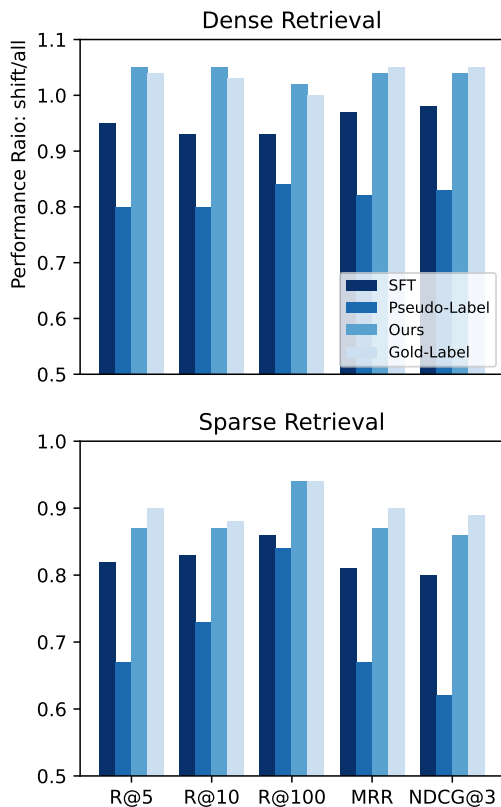 Dense Retrieval
Performance Raio: shift/all
1.1
1.0
0.9
0.8
0.7
0.6
0.5
SFT
Pseudo-Label
Ours
Gold-Label
Sparse Retrieval
1.0
0.9
0.8
0.7
0.6
0.5
R@5 R@10 R@100 MRR NDCG@3